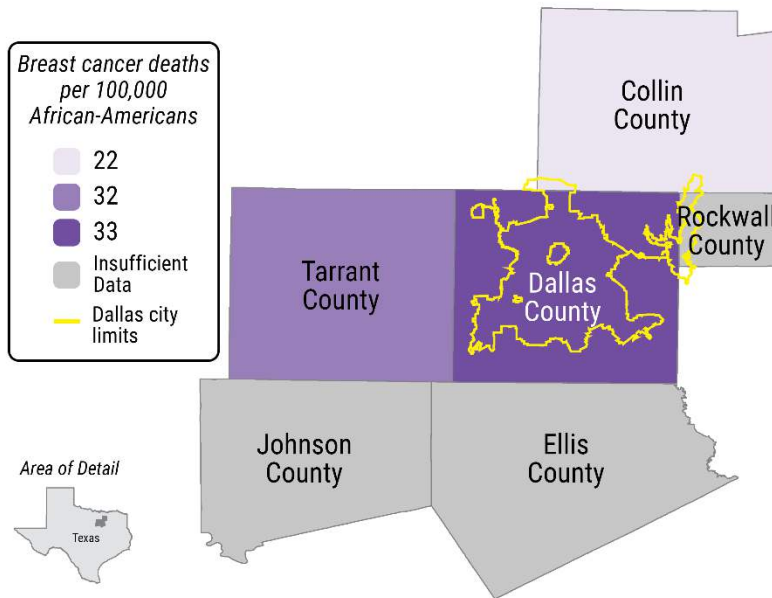 Breast cancer deaths
per 100,000
African-Americans
22
32
33
Insufficient
Data
Dallas city
limits
Collin
County
Rockwall
County
Tarrant
County
Dallas
County
Johnson
County
Ellis
County
Area of Detail
Texas